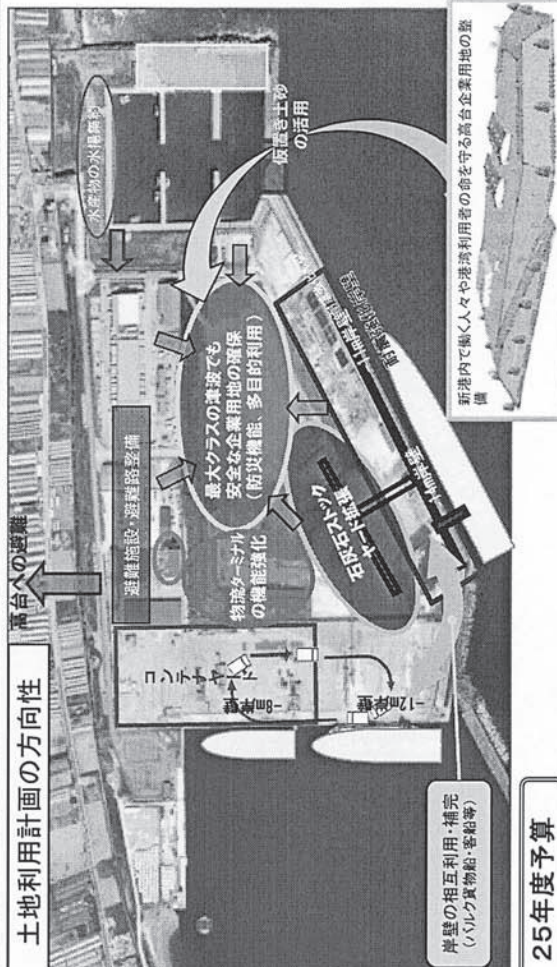 土地利用計画の方向性
高台への避難
避難施設・避難路整備
水産物の水揚集約
仮置き土砂
の活用
最大クラスの津波でも
安全な企業用地の確保
(防災機能、多目的利用)
物流ターミナル
の機能強化
コンテナヤード
-8m岸壁
-12m岸壁
石灰石ストック
ヤード拡張
-14m岸壁
岸壁の相互利用・補完
(バルク貨物船・客船等)
新港内で働く人々や港湾利用者の命を守る高台企業用地の整
備
25年度予算